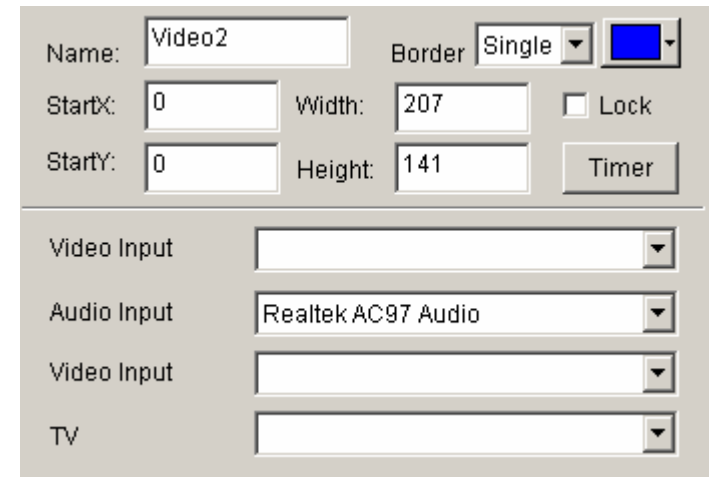 Name: Video2 Border Single
StartX: 0 Width: 207 Lock
StartY: 0 Height: 141 Timer
Video Input
Audio Input Realtek AC97 Audio
Video Input
TV